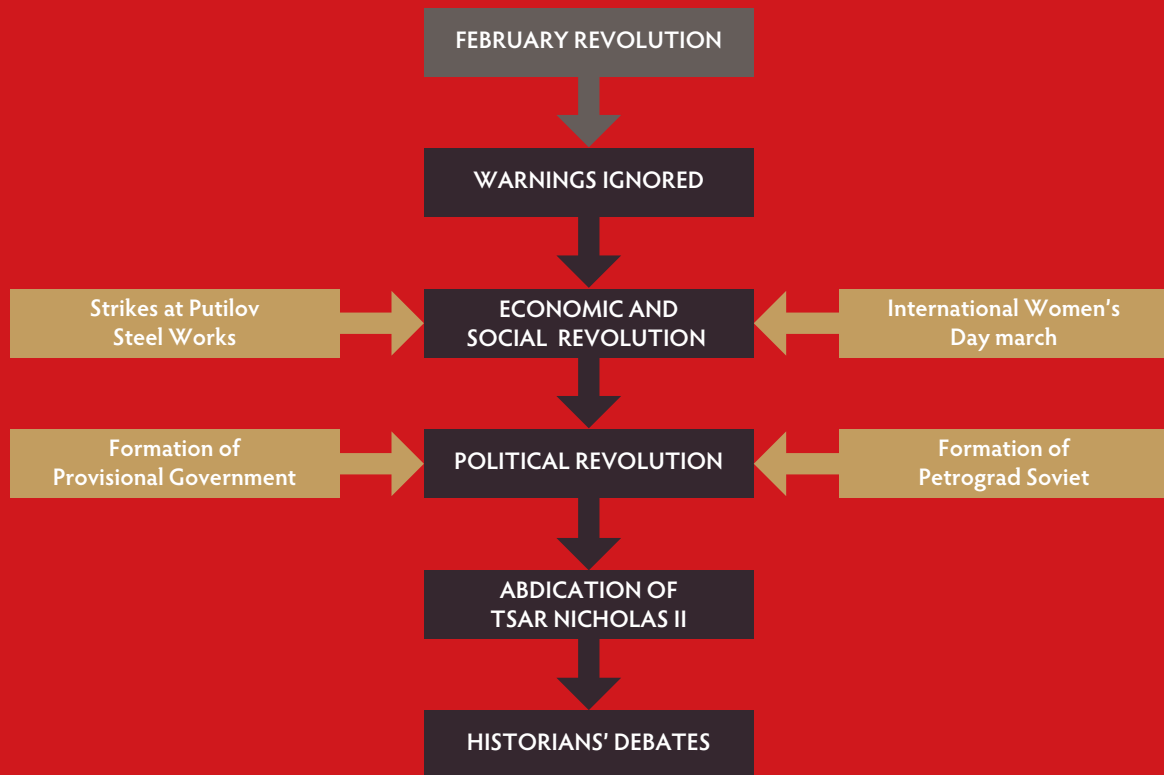 FEBRUARY REVOLUTION
WARNINGS IGNORED
Strikes at Putilov
Steel Works
ECONOMIC AND
SOCIAL REVOLUTION
International Women's
Day march
Formation of
Provisional Government
POLITICAL REVOLUTION
Formation of
Petrograd Soviet
ABDICATION OF
TSAR NICHOLAS II
HISTORIANS' DEBATES